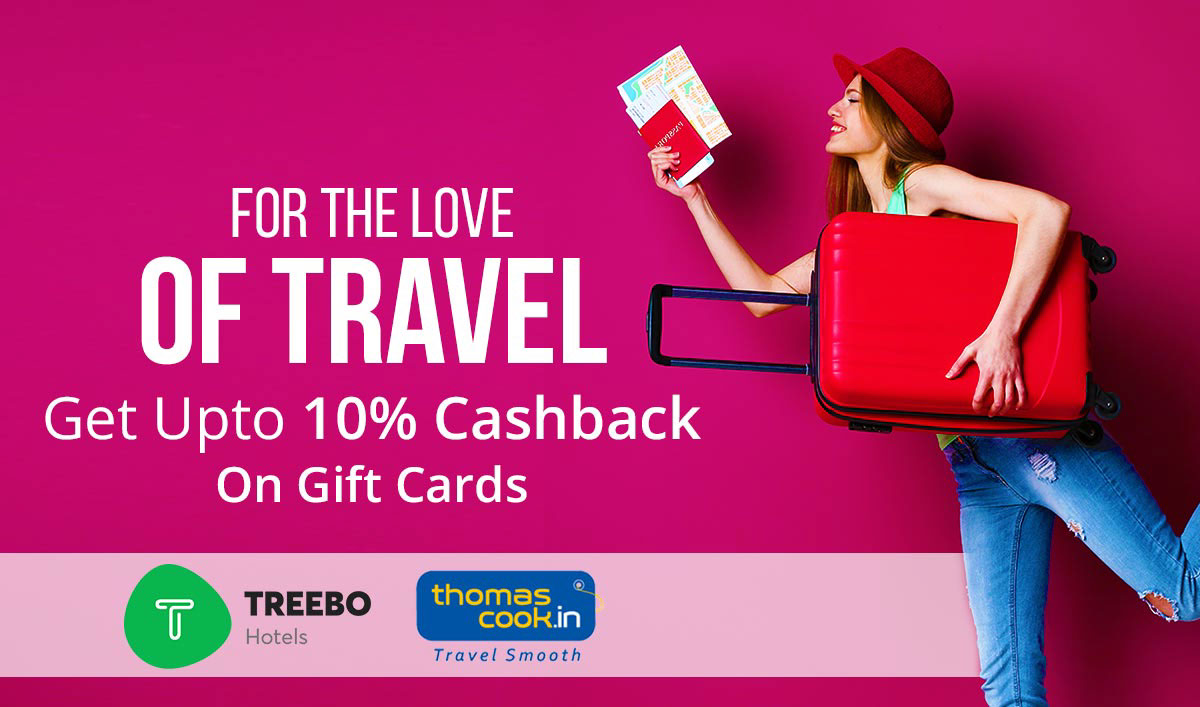 FOR THE LOVE
OF TRAVEL
Get Upto 10% Cashback
On Gift Cards
TREEBO
Hotels
thomas
cook.in
Travel Smooth